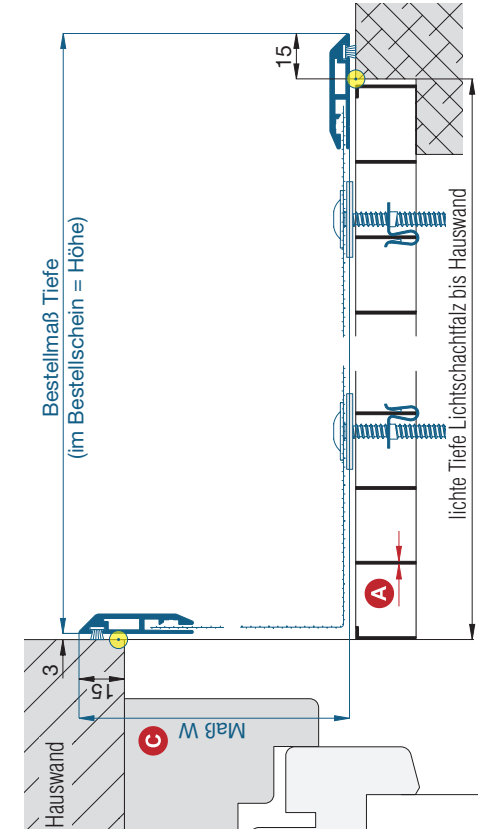 15
Bestellmaß Tiefe
(im Bestellschein = Höhe)
lichte Tiefe Lichtschachtfalz bis Hauswand
A
3
15
C
Maß W
Hauswand